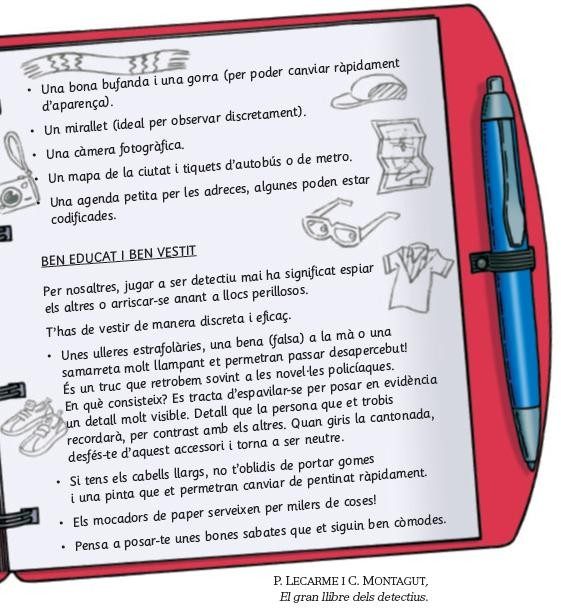 • Una bona bufanda i una gorra (per poder canviar ràpidament
d'aparença).
• Un mirallet (ideal per observar discretament).
• Una càmera fotogràfica.
• Un mapa de la ciutat i tiquets d'autobús o de metro.
• Una agenda petita per les adreces, algunes poden estar
codificades.
BEN EDUCAT I BEN VESTIT
Per nosaltres, jugar a ser detectiu mai ha significat espiar
els altres o arriscar-se anant a llocs perillosos.
T'has de vestir de manera discreta i eficaç.
• Unes ulleres estrafolàries, una bena (falsa) a la mà o una
samarreta molt llampant et permetran passar desapercebut!
És un truc que retrobem sovint a les novel·les policíaques.
En què consisteix? Es tracta d'espavilar-se per posar en evidència
un detall molt visible. Detall que la persona que et trobis
recordarà, per contrast amb els altres. Quan giris la cantonada,
desfés-te d'aquest accessori i torna a ser neutre.
• Si tens els cabells llargs, no t'oblidis de portar gomes
i una pinta que et permetran canviar de pentinat ràpidament.
• Els mocadors de paper serveixen per milers de coses!
• Pensa a posar-te unes bones sabates que et siguin ben còmodes.
P. LECARME I C. MONTAGUT,
El gran llibre dels detectius.